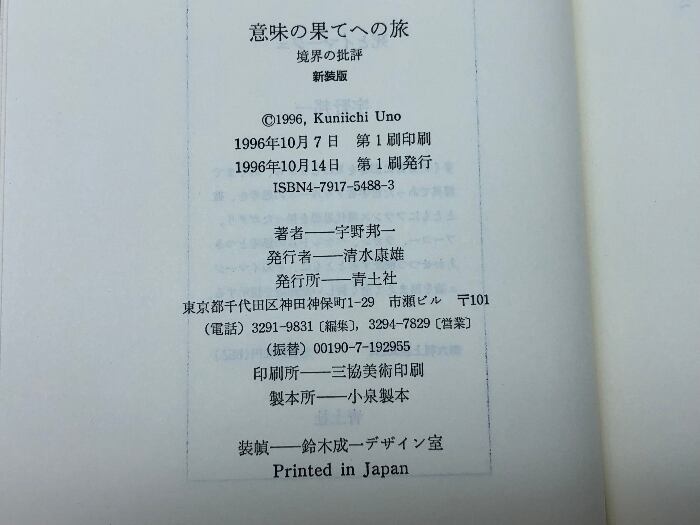 意味の果てへの旅
境界の批評
新装版
©1996, Kuniichi Uno
1996年10月7日 第1刷印刷
1996年10月14日 第1刷発行
ISBN4-7917-5488-3
著者――宇野邦一
発行者――清水康雄
発行所――青土社
東京都千代田区神田神保町1-29 市瀬ビル 〒101
(電話) 3291-9831〔編集〕, 3294-7829〔営業〕
(振替) 00190-7-192955
印刷所――三協美術印刷
製本所――小泉製本
装幀――鈴木成一デザイン室
Printed in Japan